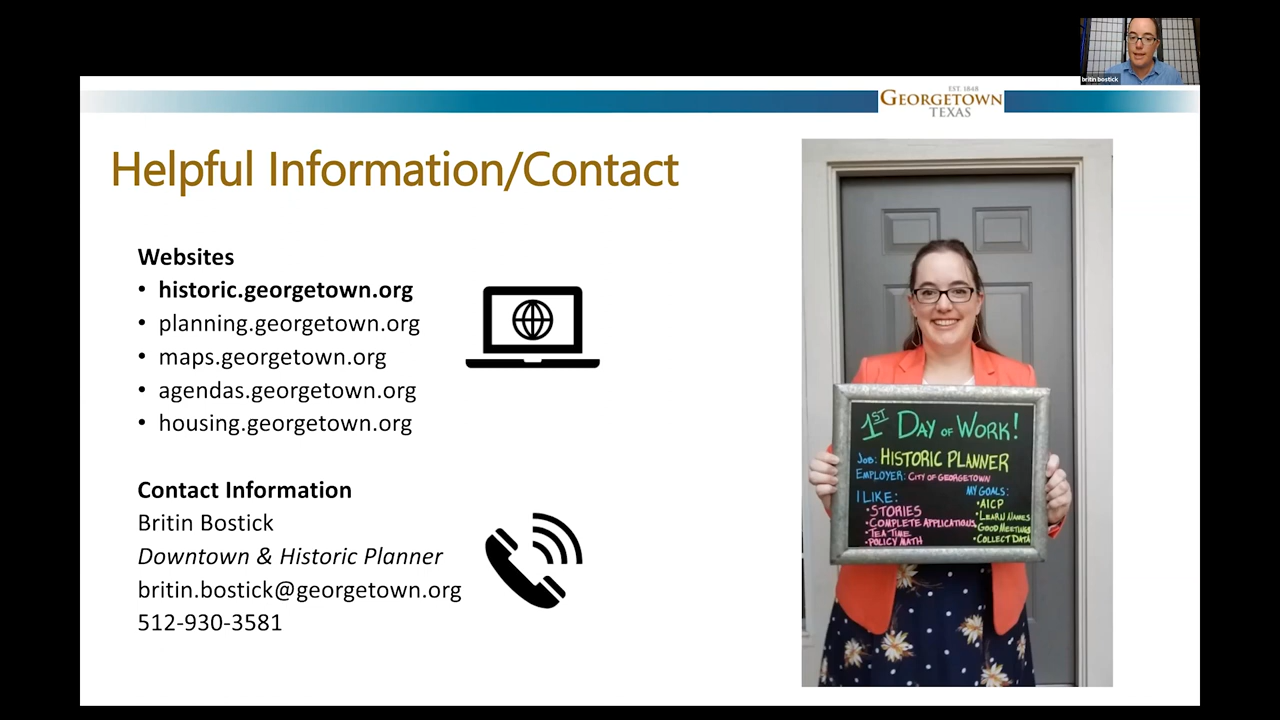 britin bostick
EST. 1848
GEORGETOWN
TEXAS
Helpful Information/Contact
Websites
• historic.georgetown.org
• planning.georgetown.org
• maps.georgetown.org
• agendas.georgetown.org
• housing.georgetown.org
Contact Information
Britin Bostick
Downtown & Historic Planner
britin.bostick@georgetown.org
512-930-3581
1ST DAY OF WORK!
JOB: HISTORIC PLANNER
EMPLOYER: CITY OF GEORGETOWN
I LIKE:
• STORIES
• COMPLETE APPLICATIONS
• TEA TIME
• POLICY MATH
MY GOALS:
• AICP
• LEARN NAMES
• GOOD MEETINGS
• COLLECT DATA